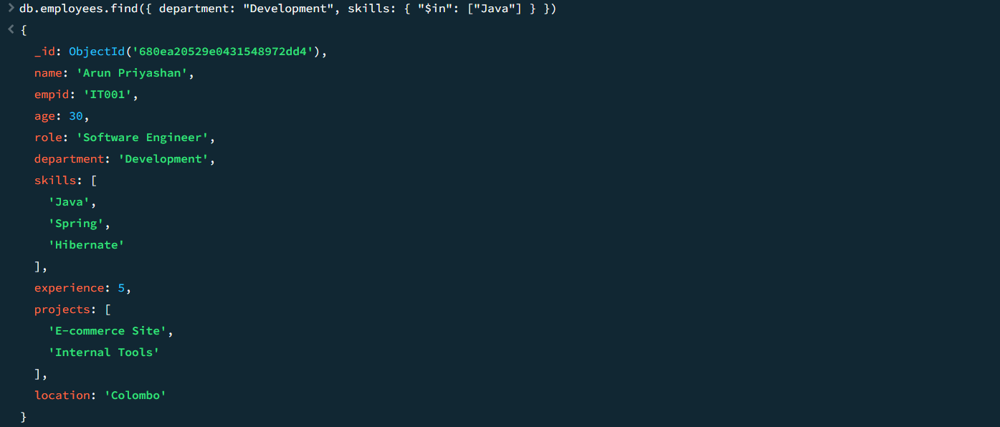 > db.employees.find({ department: "Development", skills: { "$in": ["Java"] } })
< {
_id: ObjectId('680ea20529e0431548972dd4'),
name: 'Arun Priyashan',
empid: 'IT001',
age: 30,
role: 'Software Engineer',
department: 'Development',
skills: [
'Java',
'Spring',
'Hibernate'
],
experience: 5,
projects: [
'E-commerce Site',
'Internal Tools'
],
location: 'Colombo'
}